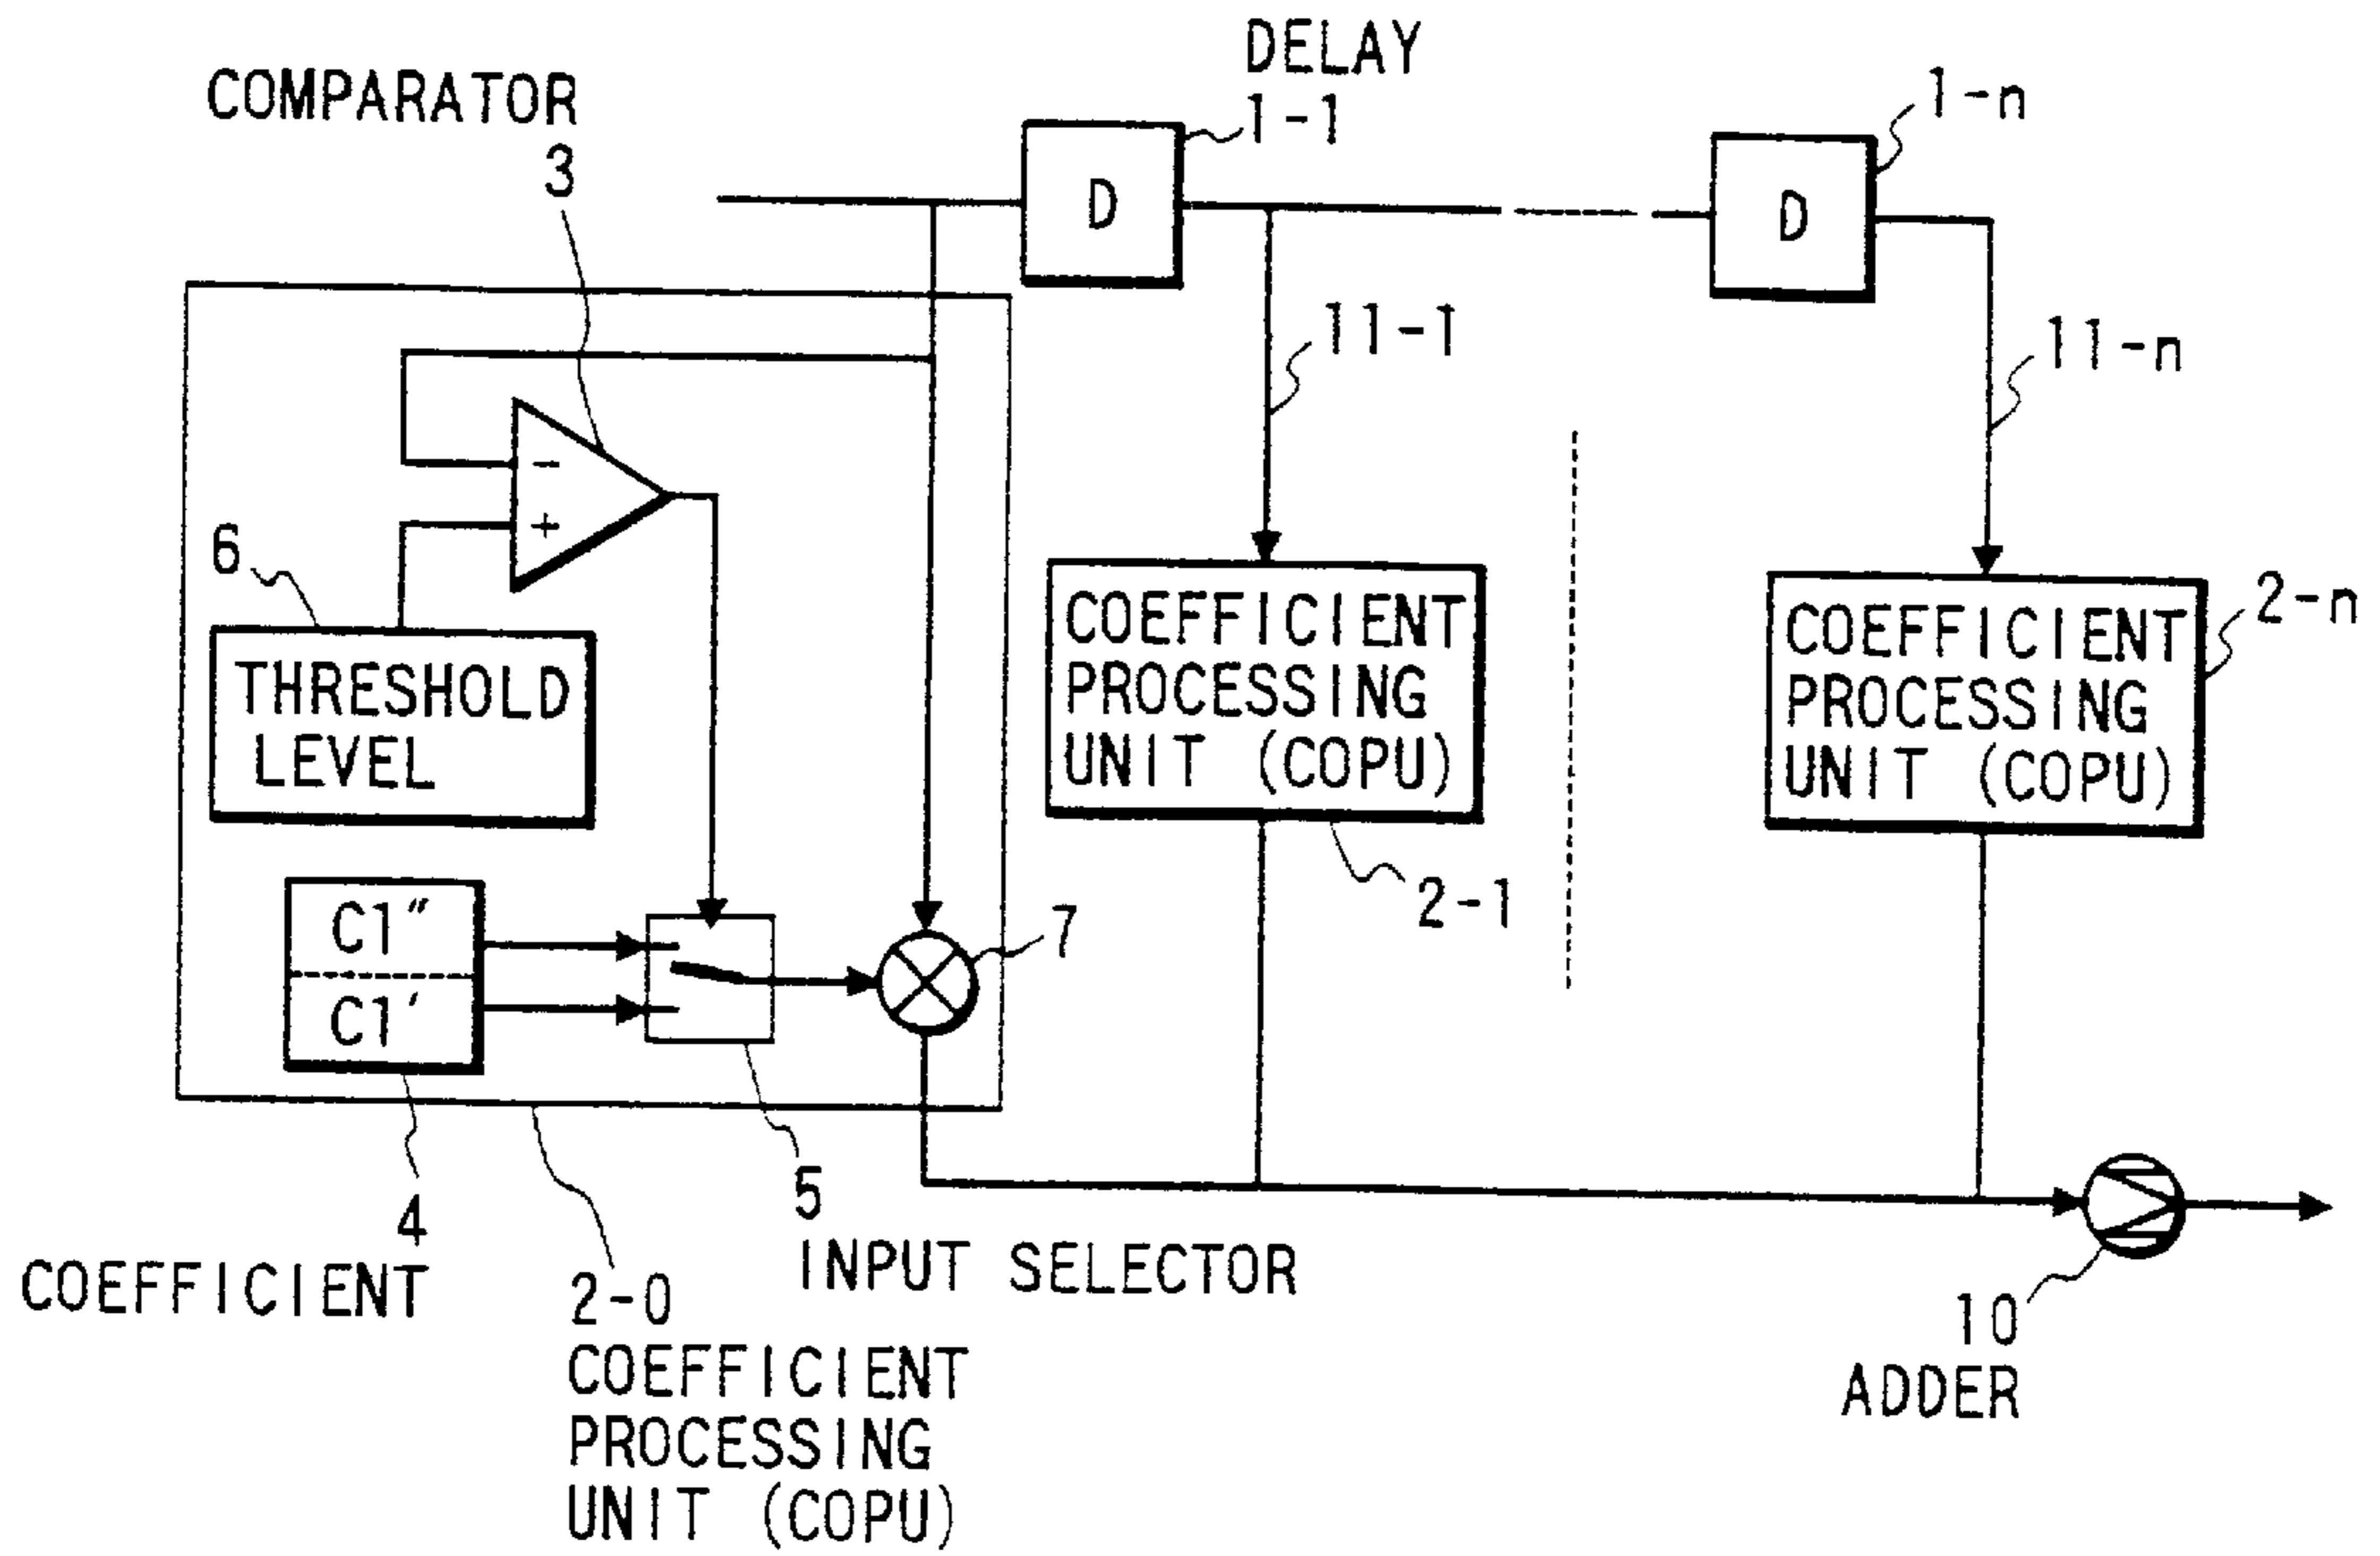 DELAY
1-1
1-n
COMPARATOR
3
D
D
11-1
11-n
-
+
6
THRESHOLD
LEVEL
COEFFICIENT
PROCESSING
UNIT (COPU)
2-1
COEFFICIENT
PROCESSING
UNIT (COPU)
2-n
C1″
C1′
7
4
COEFFICIENT
5
INPUT SELECTOR
2-0
COEFFICIENT
PROCESSING
UNIT (COPU)
10
ADDER